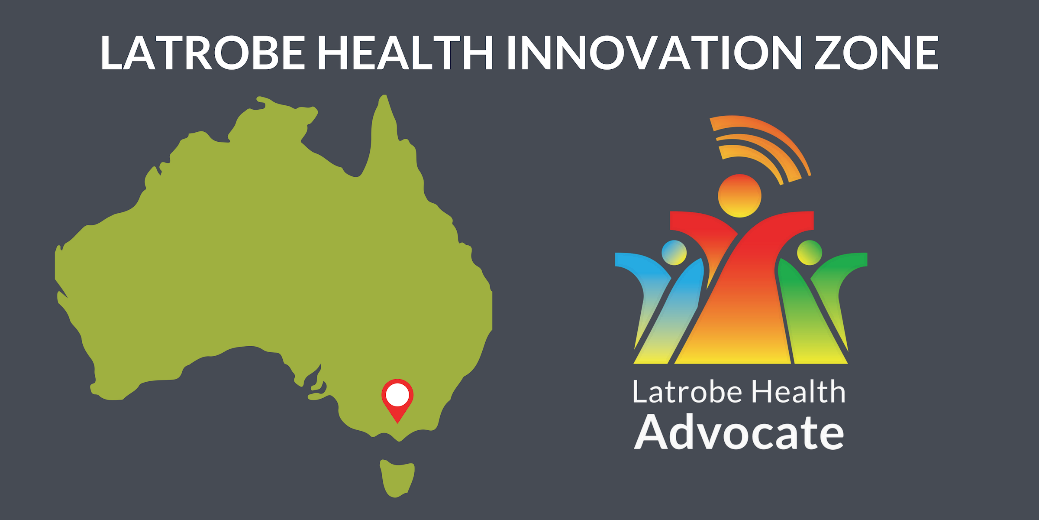 LATROBE HEALTH INNOVATION ZONE
Latrobe Health
Advocate